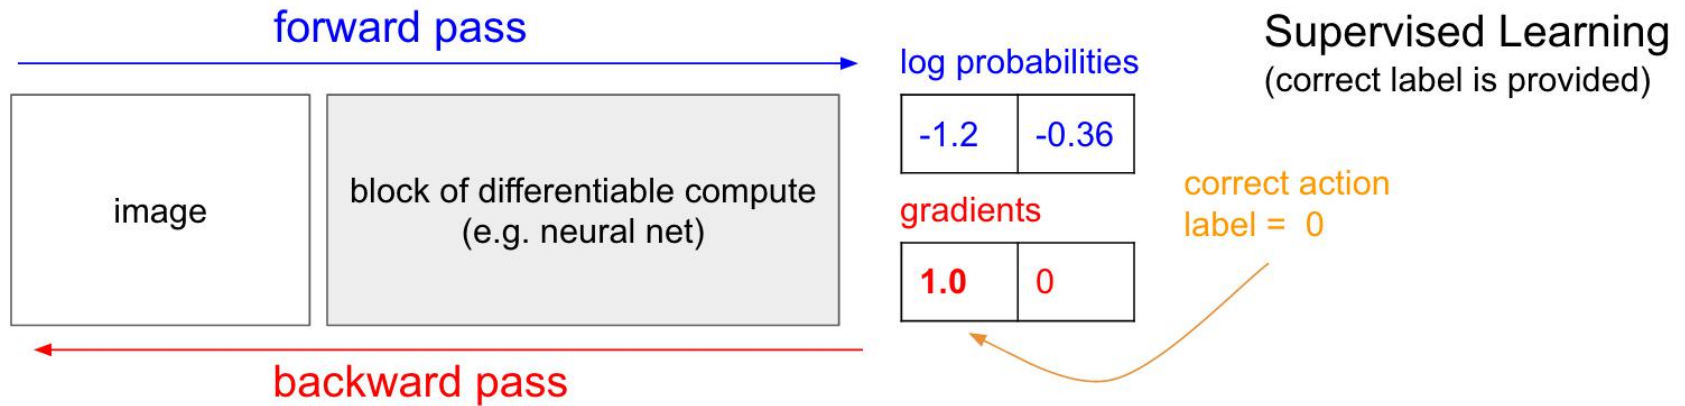 forward pass
Supervised Learning
(correct label is provided)
log probabilities
-1.2 -0.36
image
block of differentiable compute
(e.g. neural net)
correct action
label = 0
gradients
1.0 0
backward pass